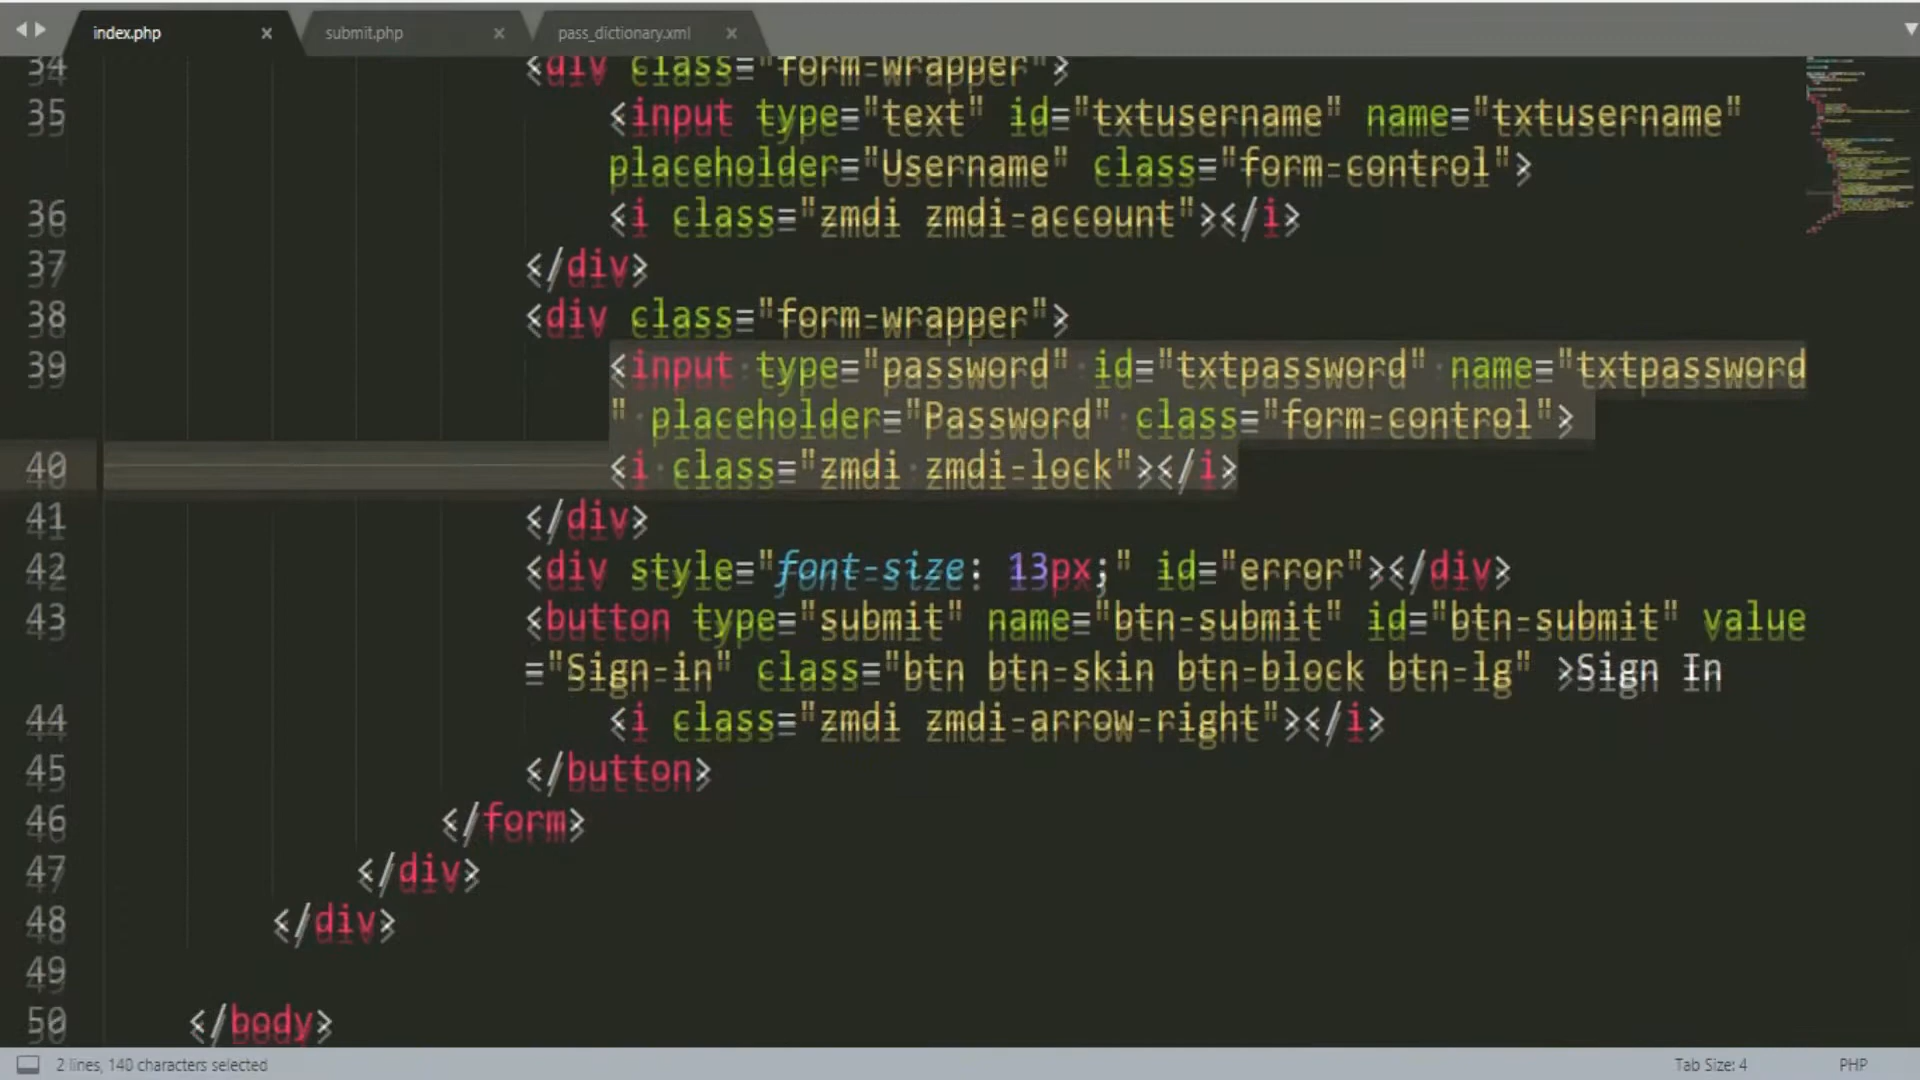 index.php × submit.php × pass_dictionary.xml ×
34 <div class="form-wrapper">
35 <input type="text" id="txtusername" name="txtusername"
placeholder="Username" class="form-control">
36 <i class="zmdi zmdi-account"></i>
37 </div>
38 <div class="form-wrapper">
39 <input type="password" id="txtpassword" name="txtpassword
" placeholder="Password" class="form-control">
40 <i class="zmdi zmdi-lock"></i>
41 </div>
42 <div style="font-size: 13px;" id="error"></div>
43 <button type="submit" name="btn-submit" id="btn-submit" value
="Sign-in" class="btn btn-skin btn-block btn-lg" >Sign In
44 <i class="zmdi zmdi-arrow-right"></i>
45 </button>
46 </form>
47 </div>
48 </div>
49
50 </body>
2 lines, 140 characters selected Tab Size: 4 PHP